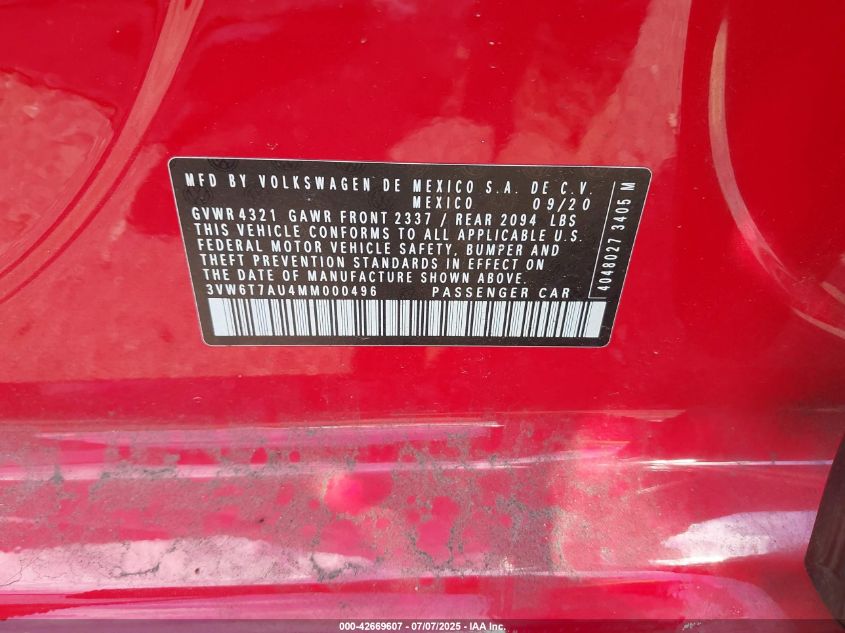 MFD BY VOLKSWAGEN DE MEXICO S.A. DE C.V.
MEXICO 09/20
GVWR 4321 GAWR FRONT 2337 / REAR 2094 LBS
THIS VEHICLE CONFORMS TO ALL APPLICABLE U.S.
FEDERAL MOTOR VEHICLE SAFETY, BUMPER AND
THEFT PREVENTION STANDARDS IN EFFECT ON
THE DATE OF MANUFACTURE SHOWN ABOVE.
3VW6T7AU4MM000496 PASSENGER CAR
4048027 3405 M
000-42669607 - 07/07/2025 - IAA Inc.